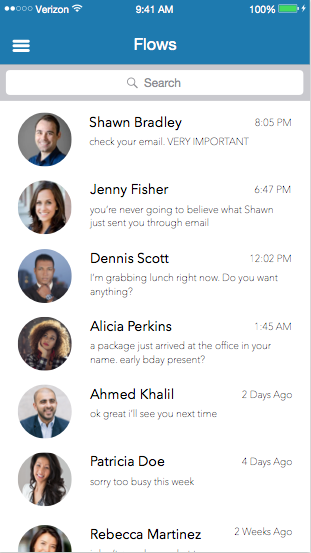 Verizon 9:41 AM 100%
Flows
Search
Shawn Bradley 8:05 PM
check your email. VERY IMPORTANT
Jenny Fisher 6:47 PM
you're never going to believe what Shawn
just sent you through email
Dennis Scott 12:02 PM
I'm grabbing lunch right now. Do you want
anything?
Alicia Perkins 1:45 AM
a package just arrived at the office in your
name. early bday present?
Ahmed Khalil 2 Days Ago
ok great i'll see you next time
Patricia Doe 4 Days Ago
sorry too busy this week
Rebecca Martinez 2 Weeks Ago